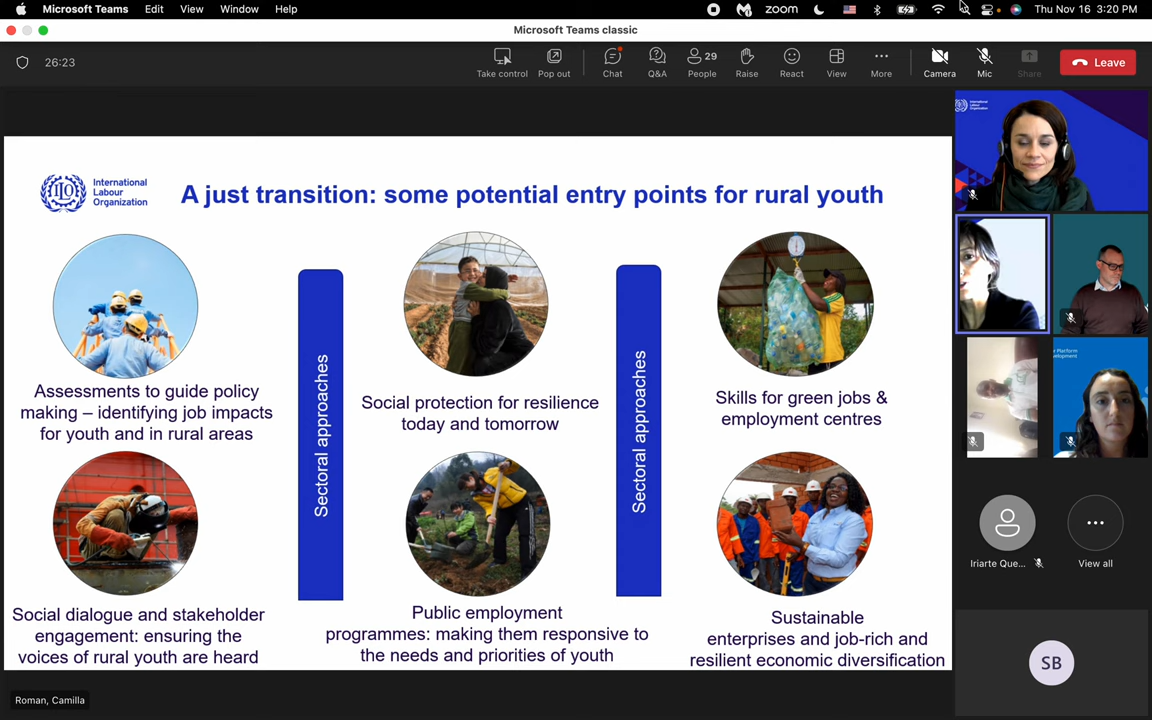 Microsoft Teams Edit View Window Help zoom Thu Nov 16 3:20 PM
Microsoft Teams classic
26:23
Take control Pop out Chat Q&A People 29 Raise React View More Camera Mic Share Leave
International
Labour
Organization
A just transition: some potential entry points for rural youth
Assessments to guide policy
making – identifying job impacts
for youth and in rural areas
Social dialogue and stakeholder
engagement: ensuring the
voices of rural youth are heard
Sectoral approaches
Social protection for resilience
today and tomorrow
Public employment
programmes: making them responsive to
the needs and priorities of youth
Sectoral approaches
Skills for green jobs &
employment centres
Sustainable
enterprises and job-rich and
resilient economic diversification
International
Labour
Organization
Platform
Iriarte Que...
View all
SB
Roman, Camilla